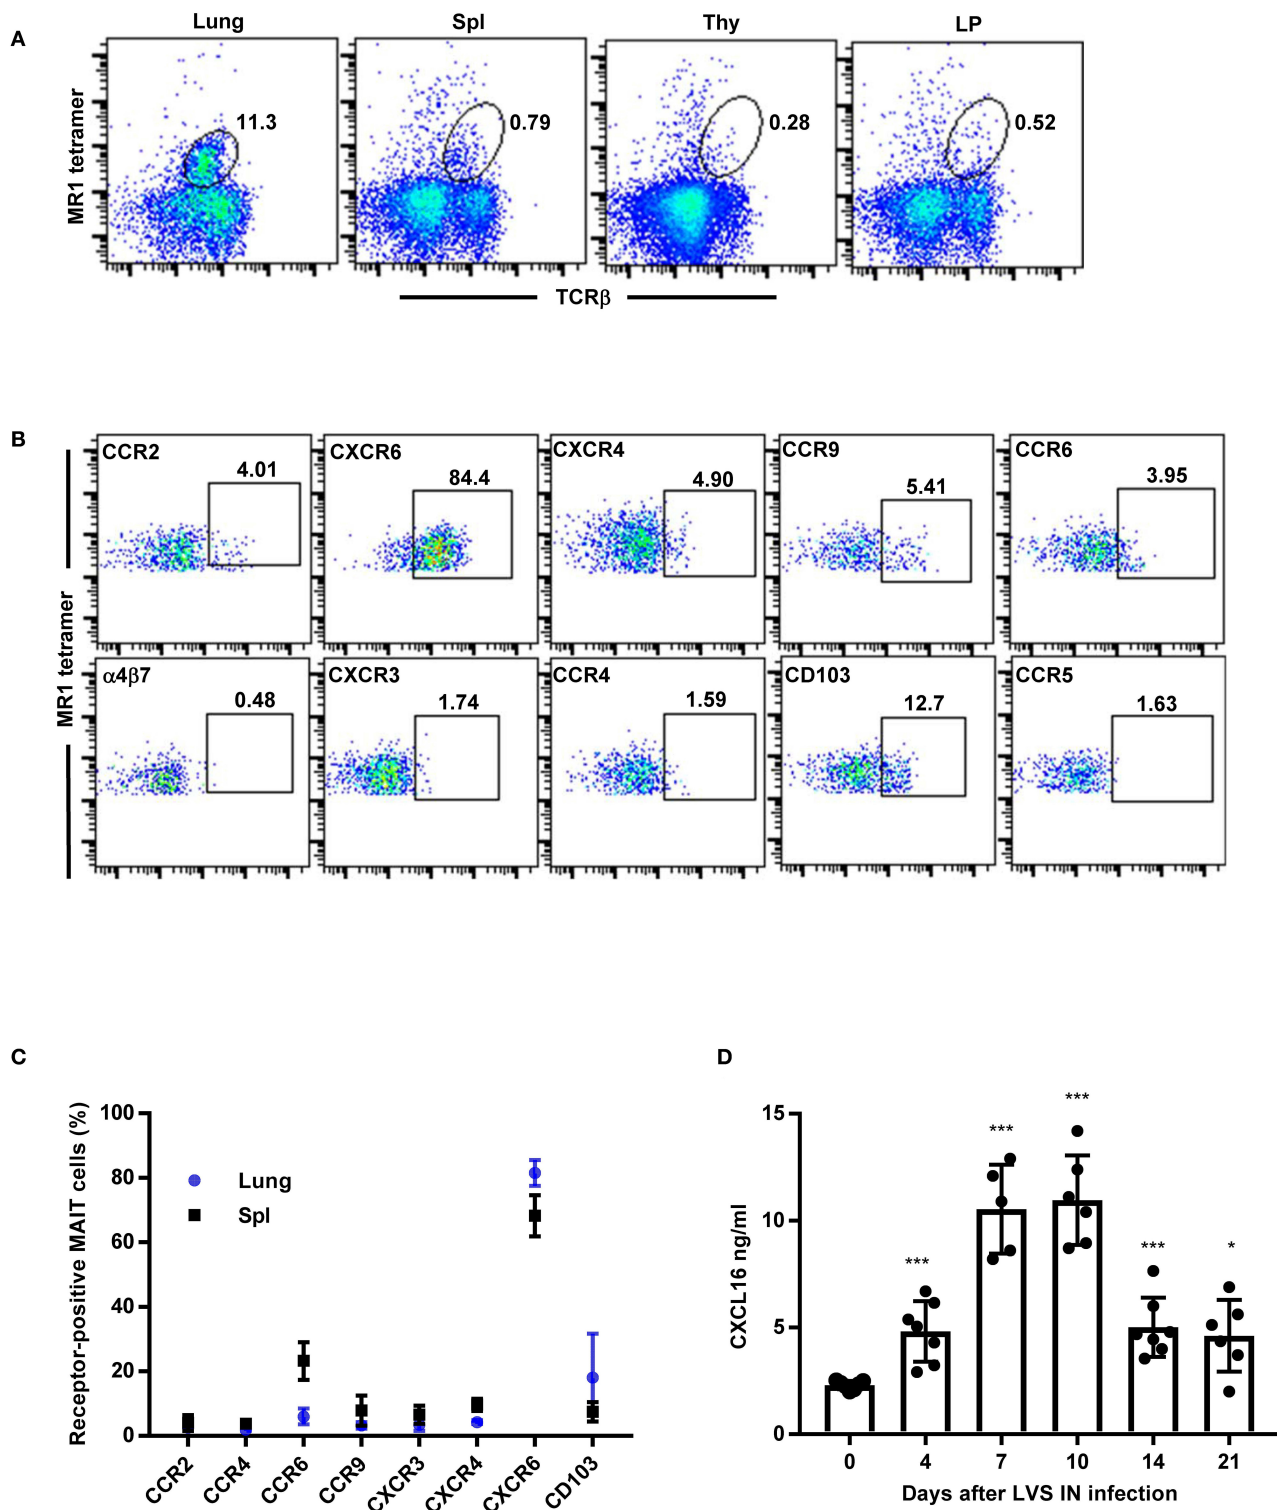 A
Lung Spl Thy LP
MR1 tetramer
11.3 0.79 0.28 0.52
TCRβ
B
MR1 tetramer
CCR2 CXCR6 CXCR4 CCR9 CCR6
4.01 84.4 4.90 5.41 3.95
α4β7 CXCR3 CCR4 CD103 CCR5
0.48 1.74 1.59 12.7 1.63
C
Receptor-positive MAIT cells (%)
100
80
60
40
20
0
Lung
Spl
CCR2 CCR4 CCR6 CCR9 CXCR3 CXCR4 CXCR6 CD103
D
CXCL16 ng/ml
15
10
5
0
*** *** *** *** *
0 4 7 10 14 21
Days after LVS IN infection